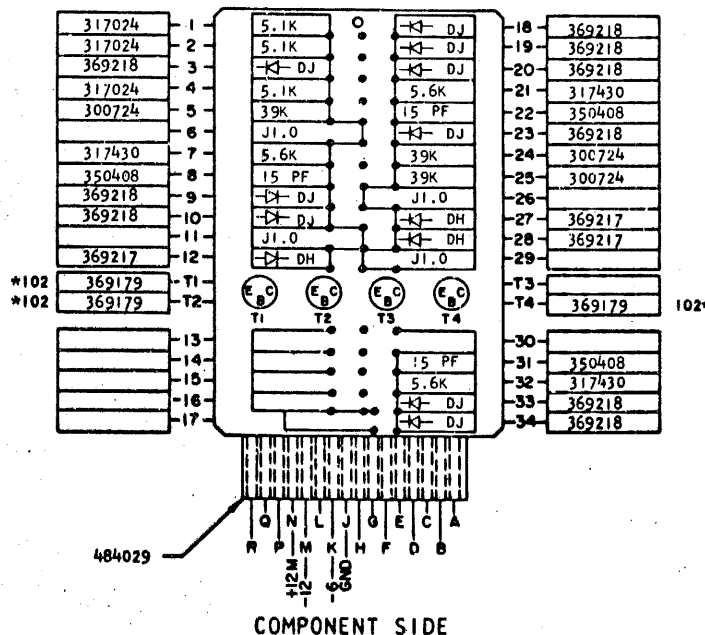 317024 -1 5.1K DJ -18- 369218
317024 -2 5.1K DJ -19- 369218
369218 -3 DJ DJ -20- 369218
317024 -4 5.1K 5.6K -21- 317430
300724 -5 39K 15 PF -22- 350408
-6 J1.0 DJ -23- 369218
317430 -7 5.6K 39K -24- 300724
350408 -8 15 PF 39K -25- 300724
369218 -9 DJ J1.0 -26-
369218 -10 DJ DH -27- 369217
-11 J1.0 DH -28- 369217
369217 -12 DH J1.0 -29-
*102 369179 -T1 E B C E B C E B C E B C -T3
*102 369179 -T2 T1 T2 T3 T4 T4 369179 102*
-13 -30-
-14 15 PF -31- 350408
-15 5.6K -32- 317430
-16 DJ -33- 369218
-17 DJ -34- 369218
Q N L J G E C A
484029 R P M K H F D B
+12M -12 -6 GND
COMPONENT SIDE